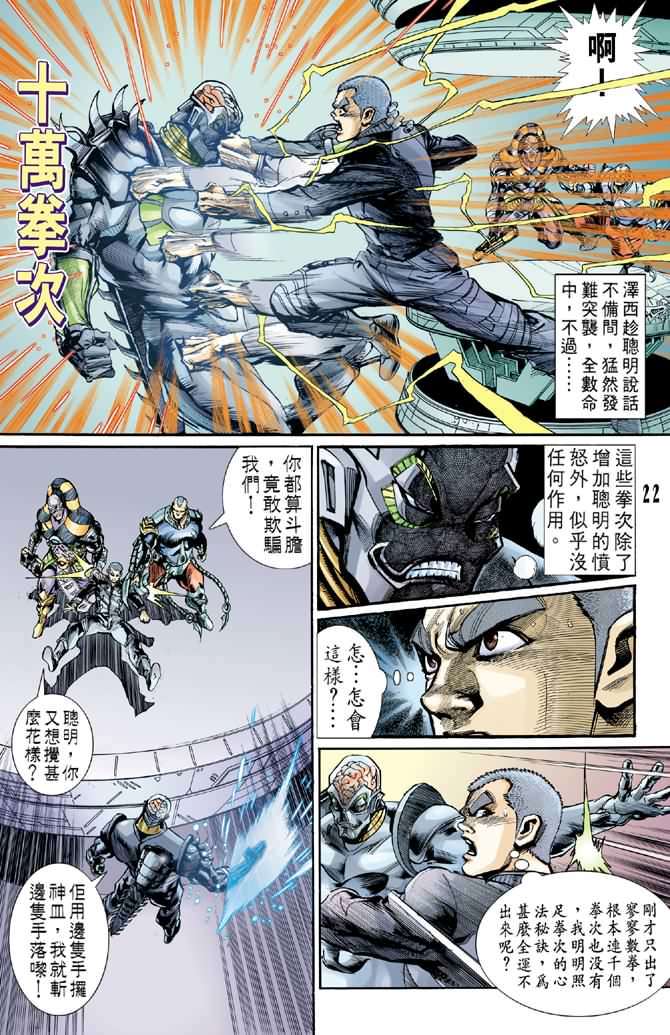 啊！
十萬拳次
澤西趁聰明說話
不備間，猛然發
難突襲，全數命
中，不過……
22
這些拳次除了
增加聰明的憤
怒外，似乎沒
任何作用。
你都算斗膽
，竟敢欺騙
我們！
怎…怎會
這樣？…
聰明，你
又想攪甚
麼花樣？
剛才只出了
寥寥數拳，
根本連千個
拳次也没有
，我明明照
足拳次的心
法秘訣，為
甚麼全運不
出來呢？
佢用邊隻手攞
神血，我就斬
邊隻手落嚟！